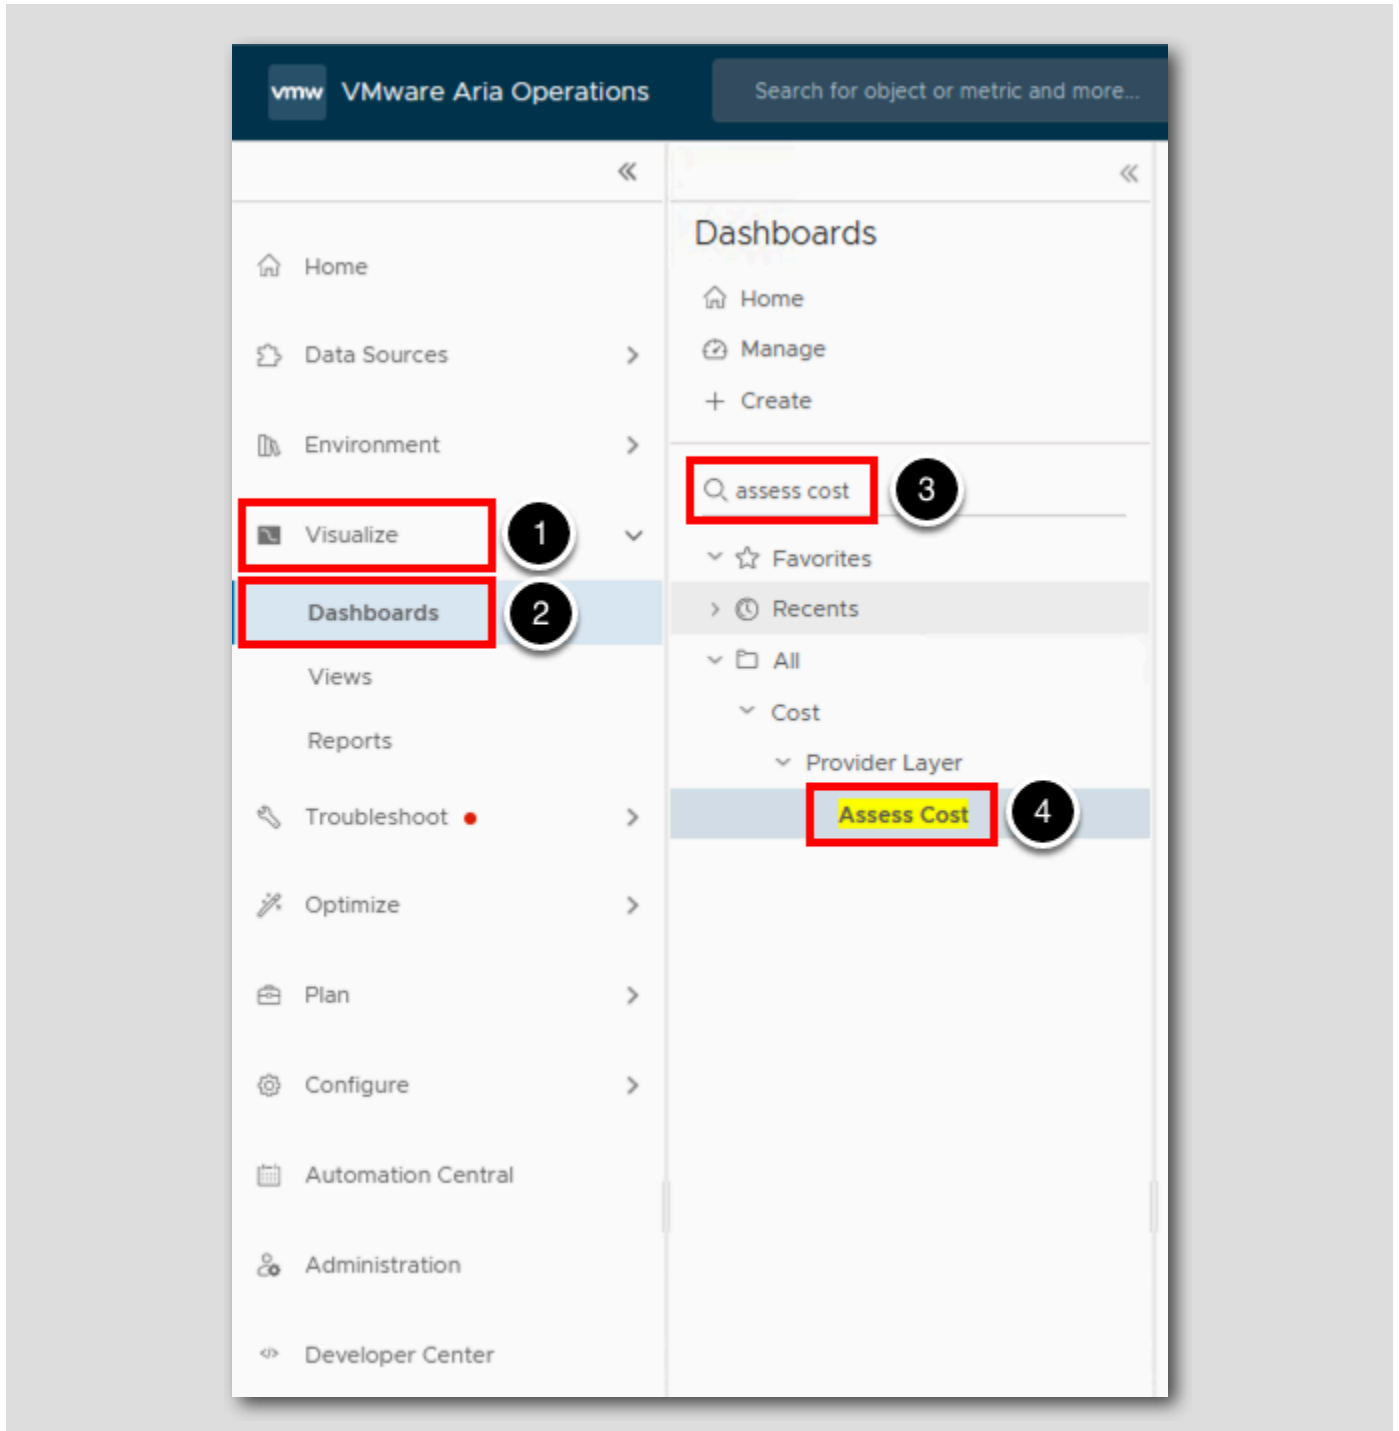 vmw VMware Aria Operations
Search for object or metric and more...
Home
Data Sources
Environment
Visualize 1
Dashboards 2
Views
Reports
Troubleshoot
Optimize
Plan
Configure
Automation Central
Administration
Developer Center
Dashboards
Home
Manage
Create
assess cost 3
Favorites
Recents
All
Cost
Provider Layer
Assess Cost 4